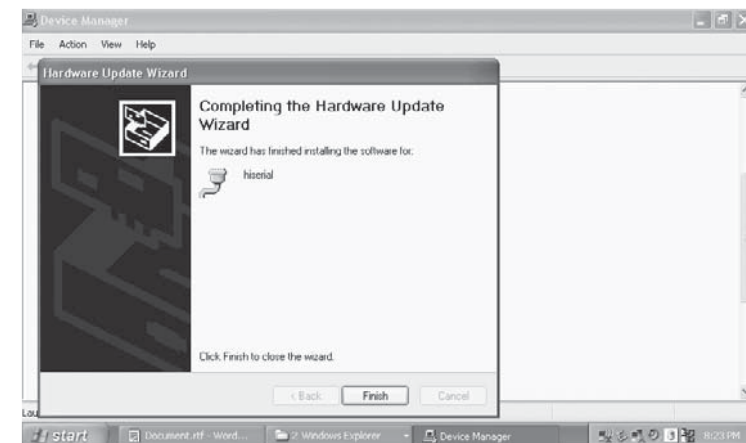 Device Manager
File Action View Help
Hardware Update Wizard
Completing the Hardware Update
Wizard
The wizard has finished installing the software for:
hiserial
Click Finish to close the wizard.
< Back Finish Cancel
Lau
start Document.rtf - Word... 2 Windows Explorer Device Manager 8:23 PM